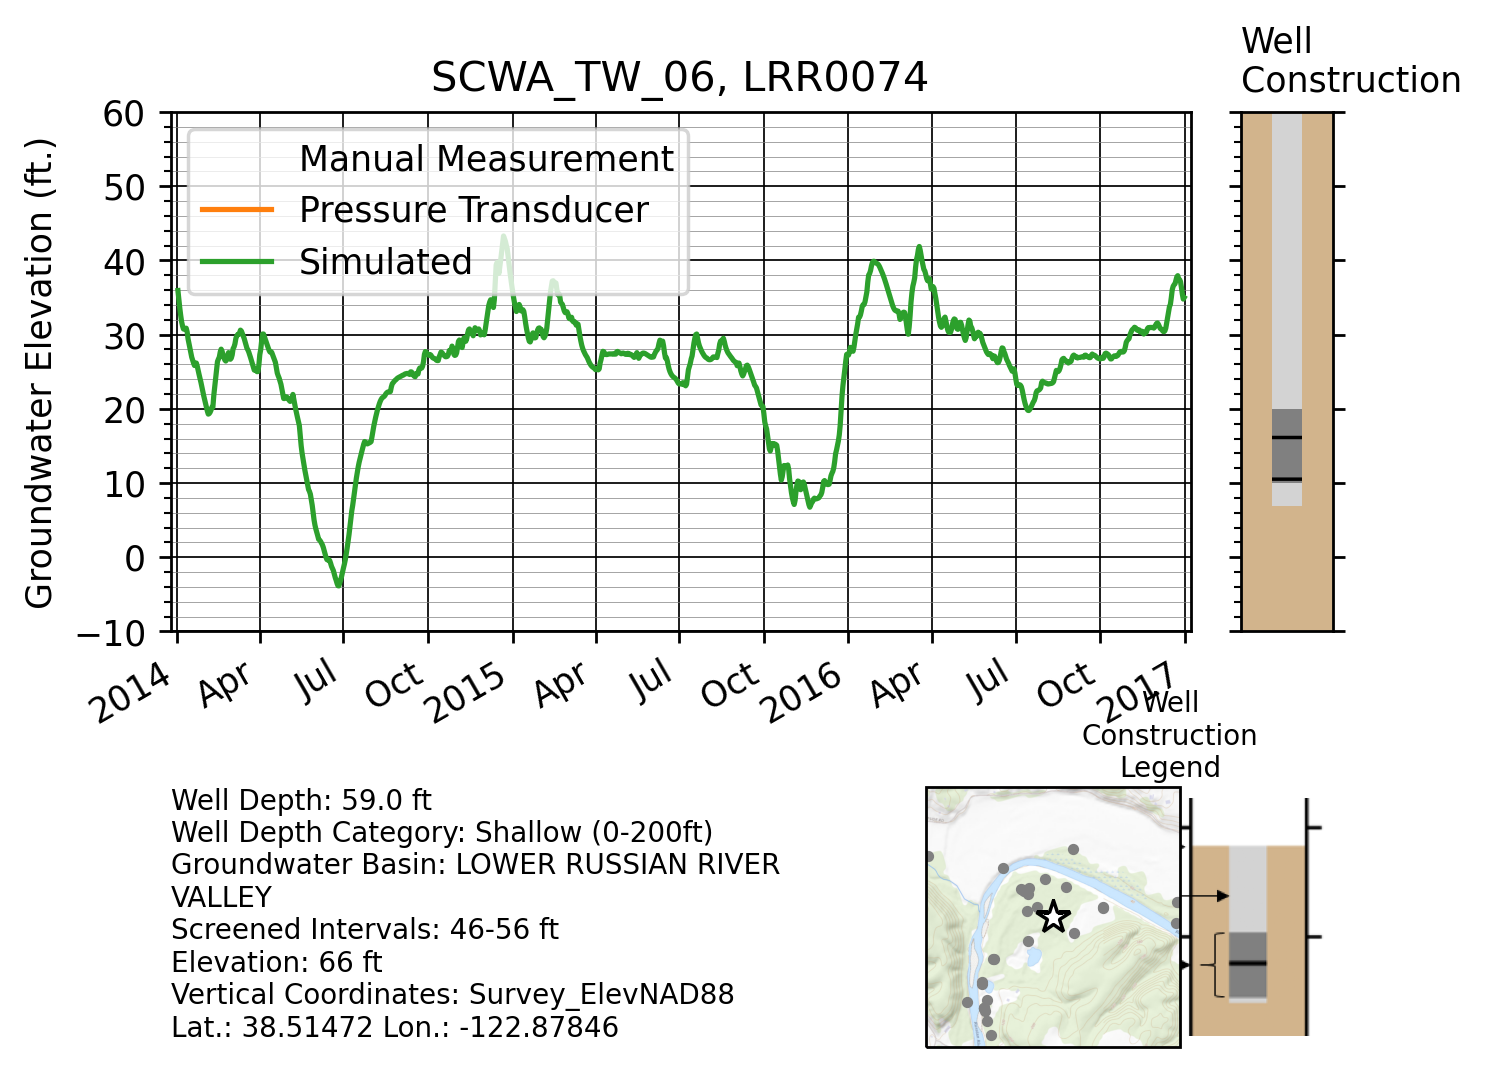 Well
Construction
SCWA_TW_06, LRR0074
Groundwater Elevation (ft.)
60
50
40
30
20
10
0
−10
Manual Measurement
Pressure Transducer
Simulated
2014
Apr
Jul
Oct
2015
Apr
Jul
Oct
2016
Apr
Jul
Oct
2017
Well
Construction
Legend
Well Depth: 59.0 ft
Well Depth Category: Shallow (0-200ft)
Groundwater Basin: LOWER RUSSIAN RIVER
VALLEY
Screened Intervals: 46-56 ft
Elevation: 66 ft
Vertical Coordinates: Survey_ElevNAD88
Lat.: 38.51472 Lon.: -122.87846